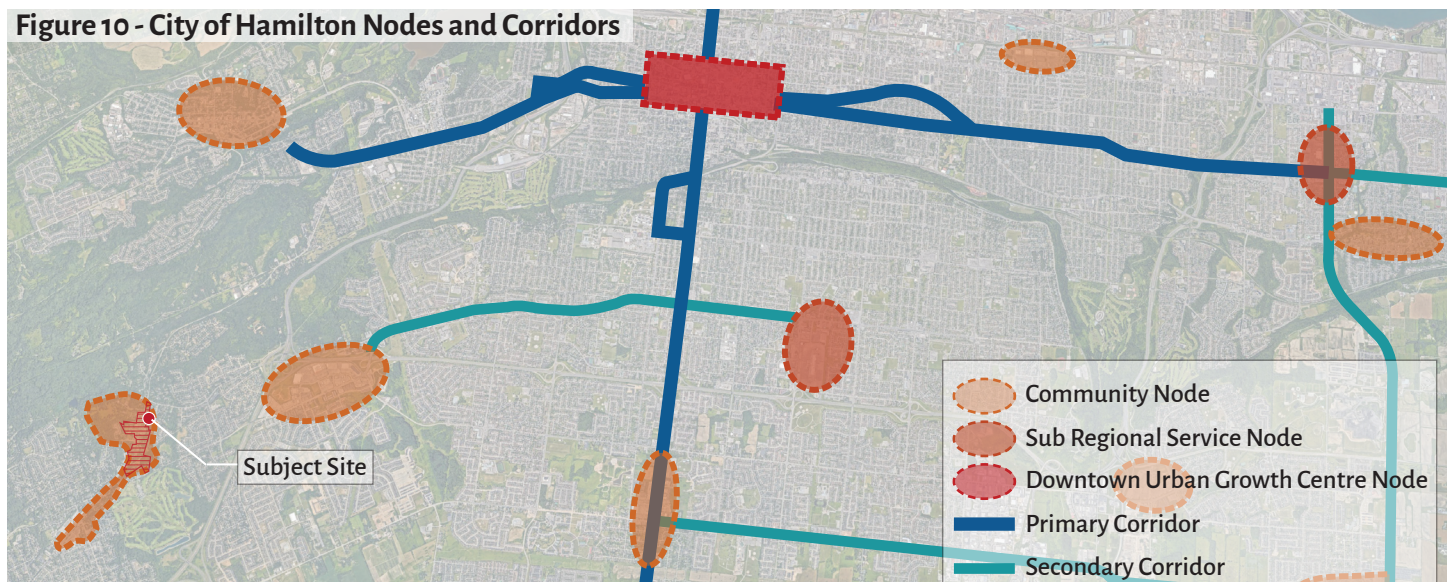 Figure 10 - City of Hamilton Nodes and Corridors
Subject Site
Community Node
Sub Regional Service Node
Downtown Urban Growth Centre Node
Primary Corridor
Secondary Corridor